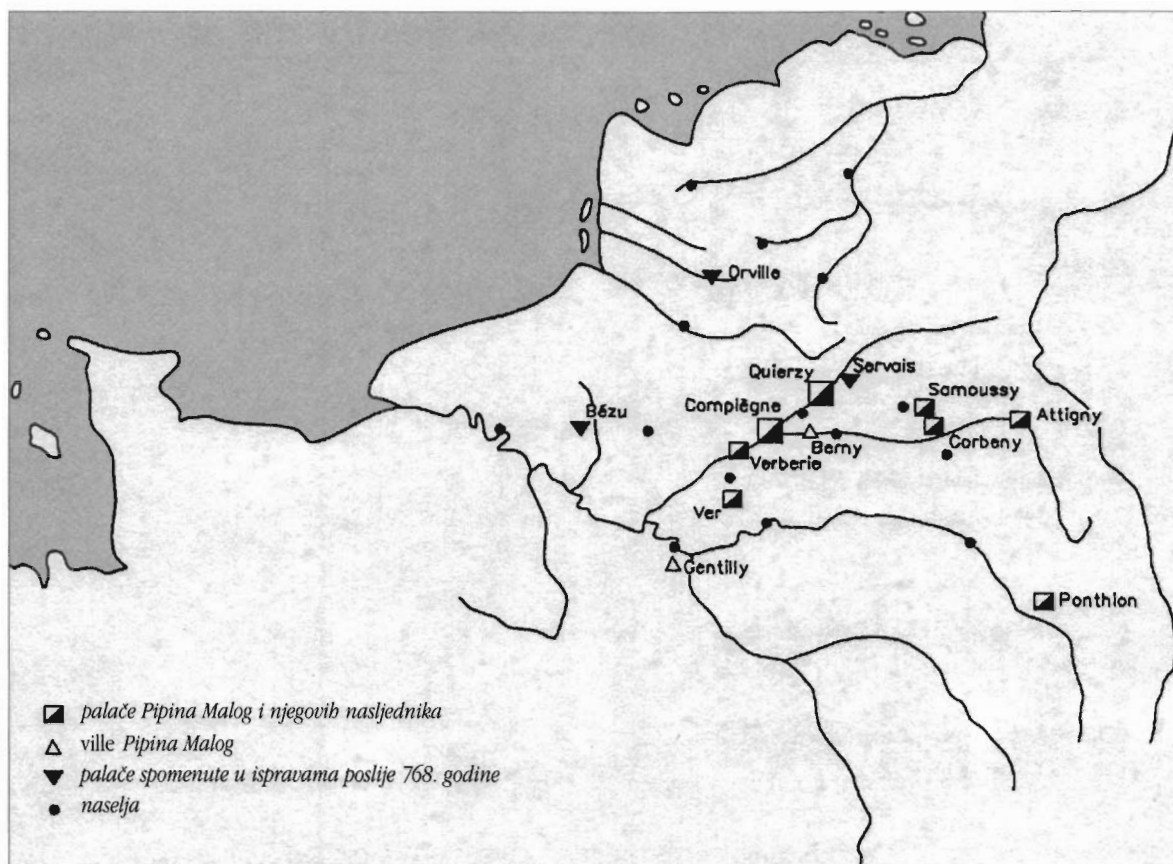 Orville
Quierzy
Servais
Samoussy
Compiègne
Bézu
Attigny
Berny
Corbeny
Verberie
Ver
Gentilly
Ponthion
palače Pipina Malog i njegovih nasljednika
ville Pipina Malog
palače spomenute u ispravama poslije 768. godine
naselja